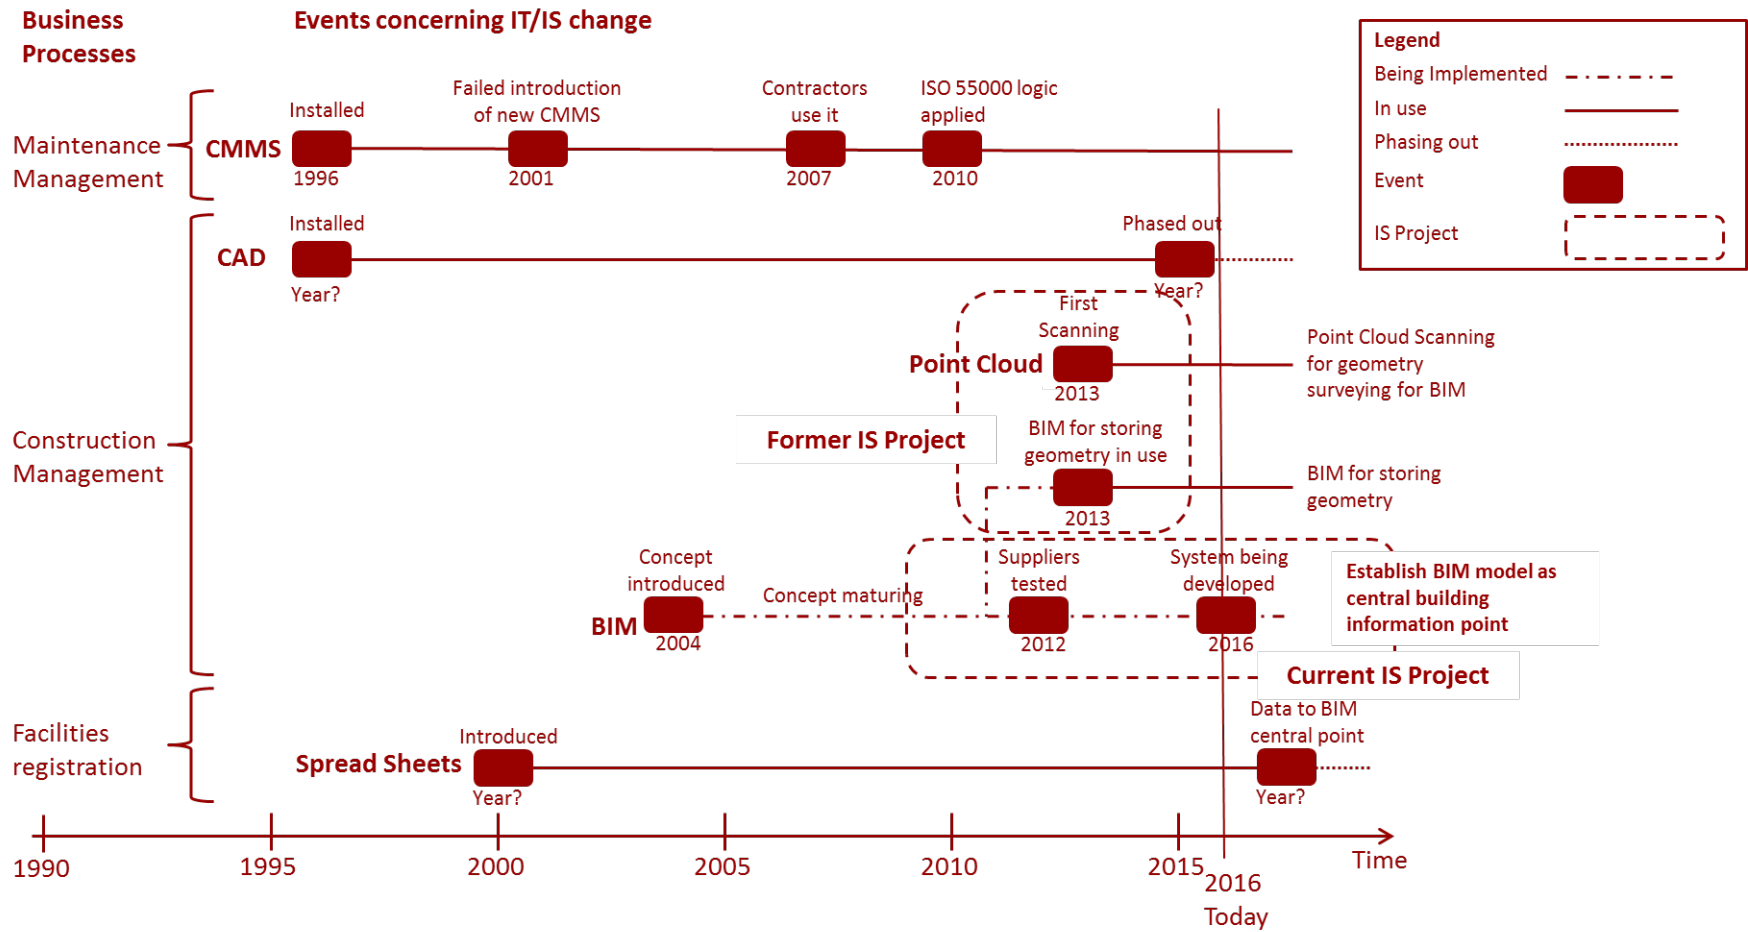 Business
Processes
Events concerning IT/IS change
Legend
Being Implemented
In use
Phasing out
Event
IS Project
Maintenance
Management
CMMS
Installed
1996
Failed introduction
of new CMMS
2001
Contractors
use it
2007
ISO 55000 logic
applied
2010
Construction
Management
CAD
Installed
Year?
Phased out
Year?
First
Scanning
Point Cloud
2013
Point Cloud Scanning
for geometry
surveying for BIM
Former IS Project
BIM for storing
geometry in use
2013
BIM for storing
geometry
BIM
Concept
introduced
2004
Concept maturing
Suppliers
tested
2012
System being
developed
2016
Establish BIM model as
central building
information point
Current IS Project
Facilities
registration
Spread Sheets
Introduced
Year?
Data to BIM
central point
Year?
1990
1995
2000
2005
2010
2015
2016
Today
Time